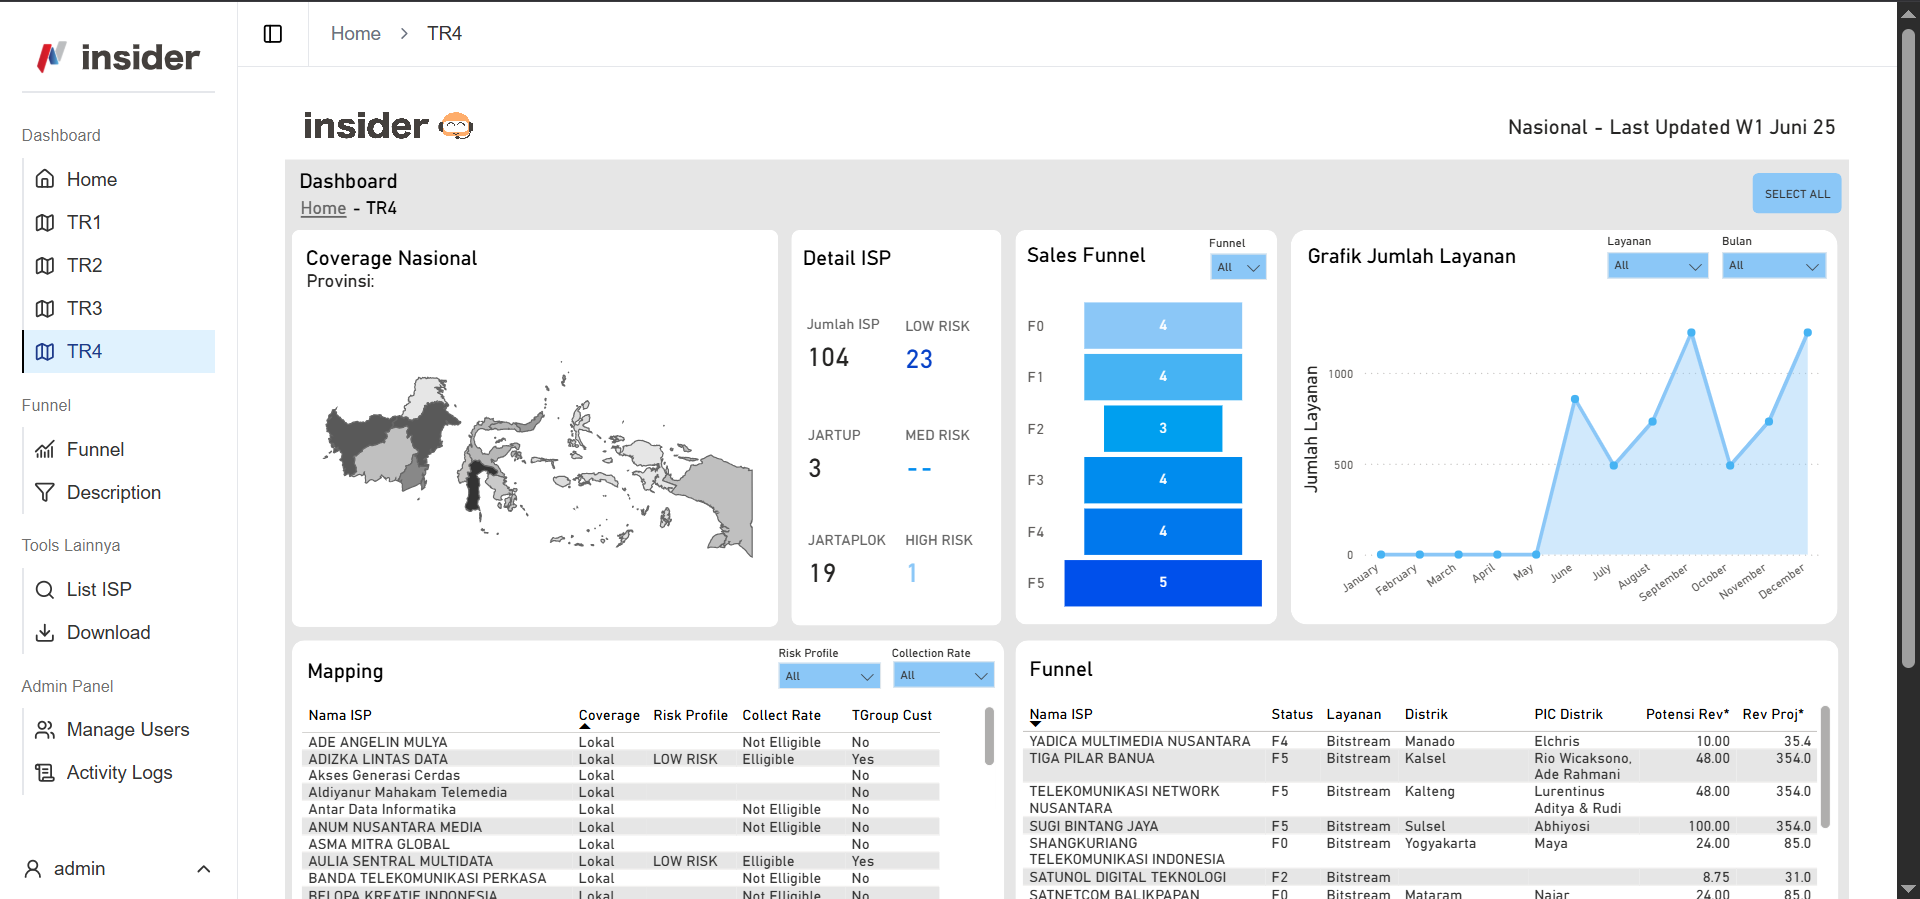 insider
Home > TR4
Dashboard
Home
TR1
TR2
TR3
TR4
Funnel
Funnel
Description
Tools Lainnya
List ISP
Download
Admin Panel
Manage Users
Activity Logs
admin
insider
Nasional - Last Updated W1 Juni 25
Dashboard
Home - TR4
SELECT ALL
Coverage Nasional
Provinsi:
Detail ISP
Jumlah ISP LOW RISK
104 23
JARTUP MED RISK
3 --
JARTAPLOK HIGH RISK
19 1
Sales Funnel
Funnel
All
F0 4
F1 4
F2 3
F3 4
F4 4
F5 5
Grafik Jumlah Layanan
Layanan Bulan
All All
Jumlah Layanan
1000
500
0
January February March April May June July August September October November December
Mapping
Risk Profile Collection Rate
All All
Nama ISP Coverage Risk Profile Collect Rate TGroup Cust
ADE ANGELIN MULYA Lokal Not Elligible No
ADIZKA LINTAS DATA Lokal LOW RISK Elligible Yes
Akses Generasi Cerdas Lokal No
Aldiyanur Mahakam Telemedia Lokal No
Antar Data Informatika Lokal Not Elligible No
ANUM NUSANTARA MEDIA Lokal Not Elligible No
ASMA MITRA GLOBAL Lokal No
AULIA SENTRAL MULTIDATA Lokal LOW RISK Elligible Yes
BANDA TELEKOMUNIKASI PERKASA Lokal Not Elligible No
BELOPA KREATIF INDONESIA Lokal Not Elligible No
Funnel
Nama ISP Status Layanan Distrik PIC Distrik Potensi Rev* Rev Proj*
YADICA MULTIMEDIA NUSANTARA F4 Bitstream Manado Elchris 10.00 35.4
TIGA PILAR BANUA F5 Bitstream Kalsel Rio Wicaksono, 48.00 354.0
Ade Rahmani
TELEKOMUNIKASI NETWORK F5 Bitstream Kalteng Lurentinus 48.00 354.0
NUSANTARA Aditya & Rudi
SUGI BINTANG JAYA F5 Bitstream Sulsel Abhiyosi 100.00 354.0
SHANGKURIANG F0 Bitstream Yogyakarta Maya 24.00 85.0
TELEKOMUNIKASI INDONESIA
SATUNOL DIGITAL TEKNOLOGI F2 Bitstream 8.75 31.0
SATNETCOM BALIKPAPAN F0 Bitstream Mataram Najar 24.00 85.0